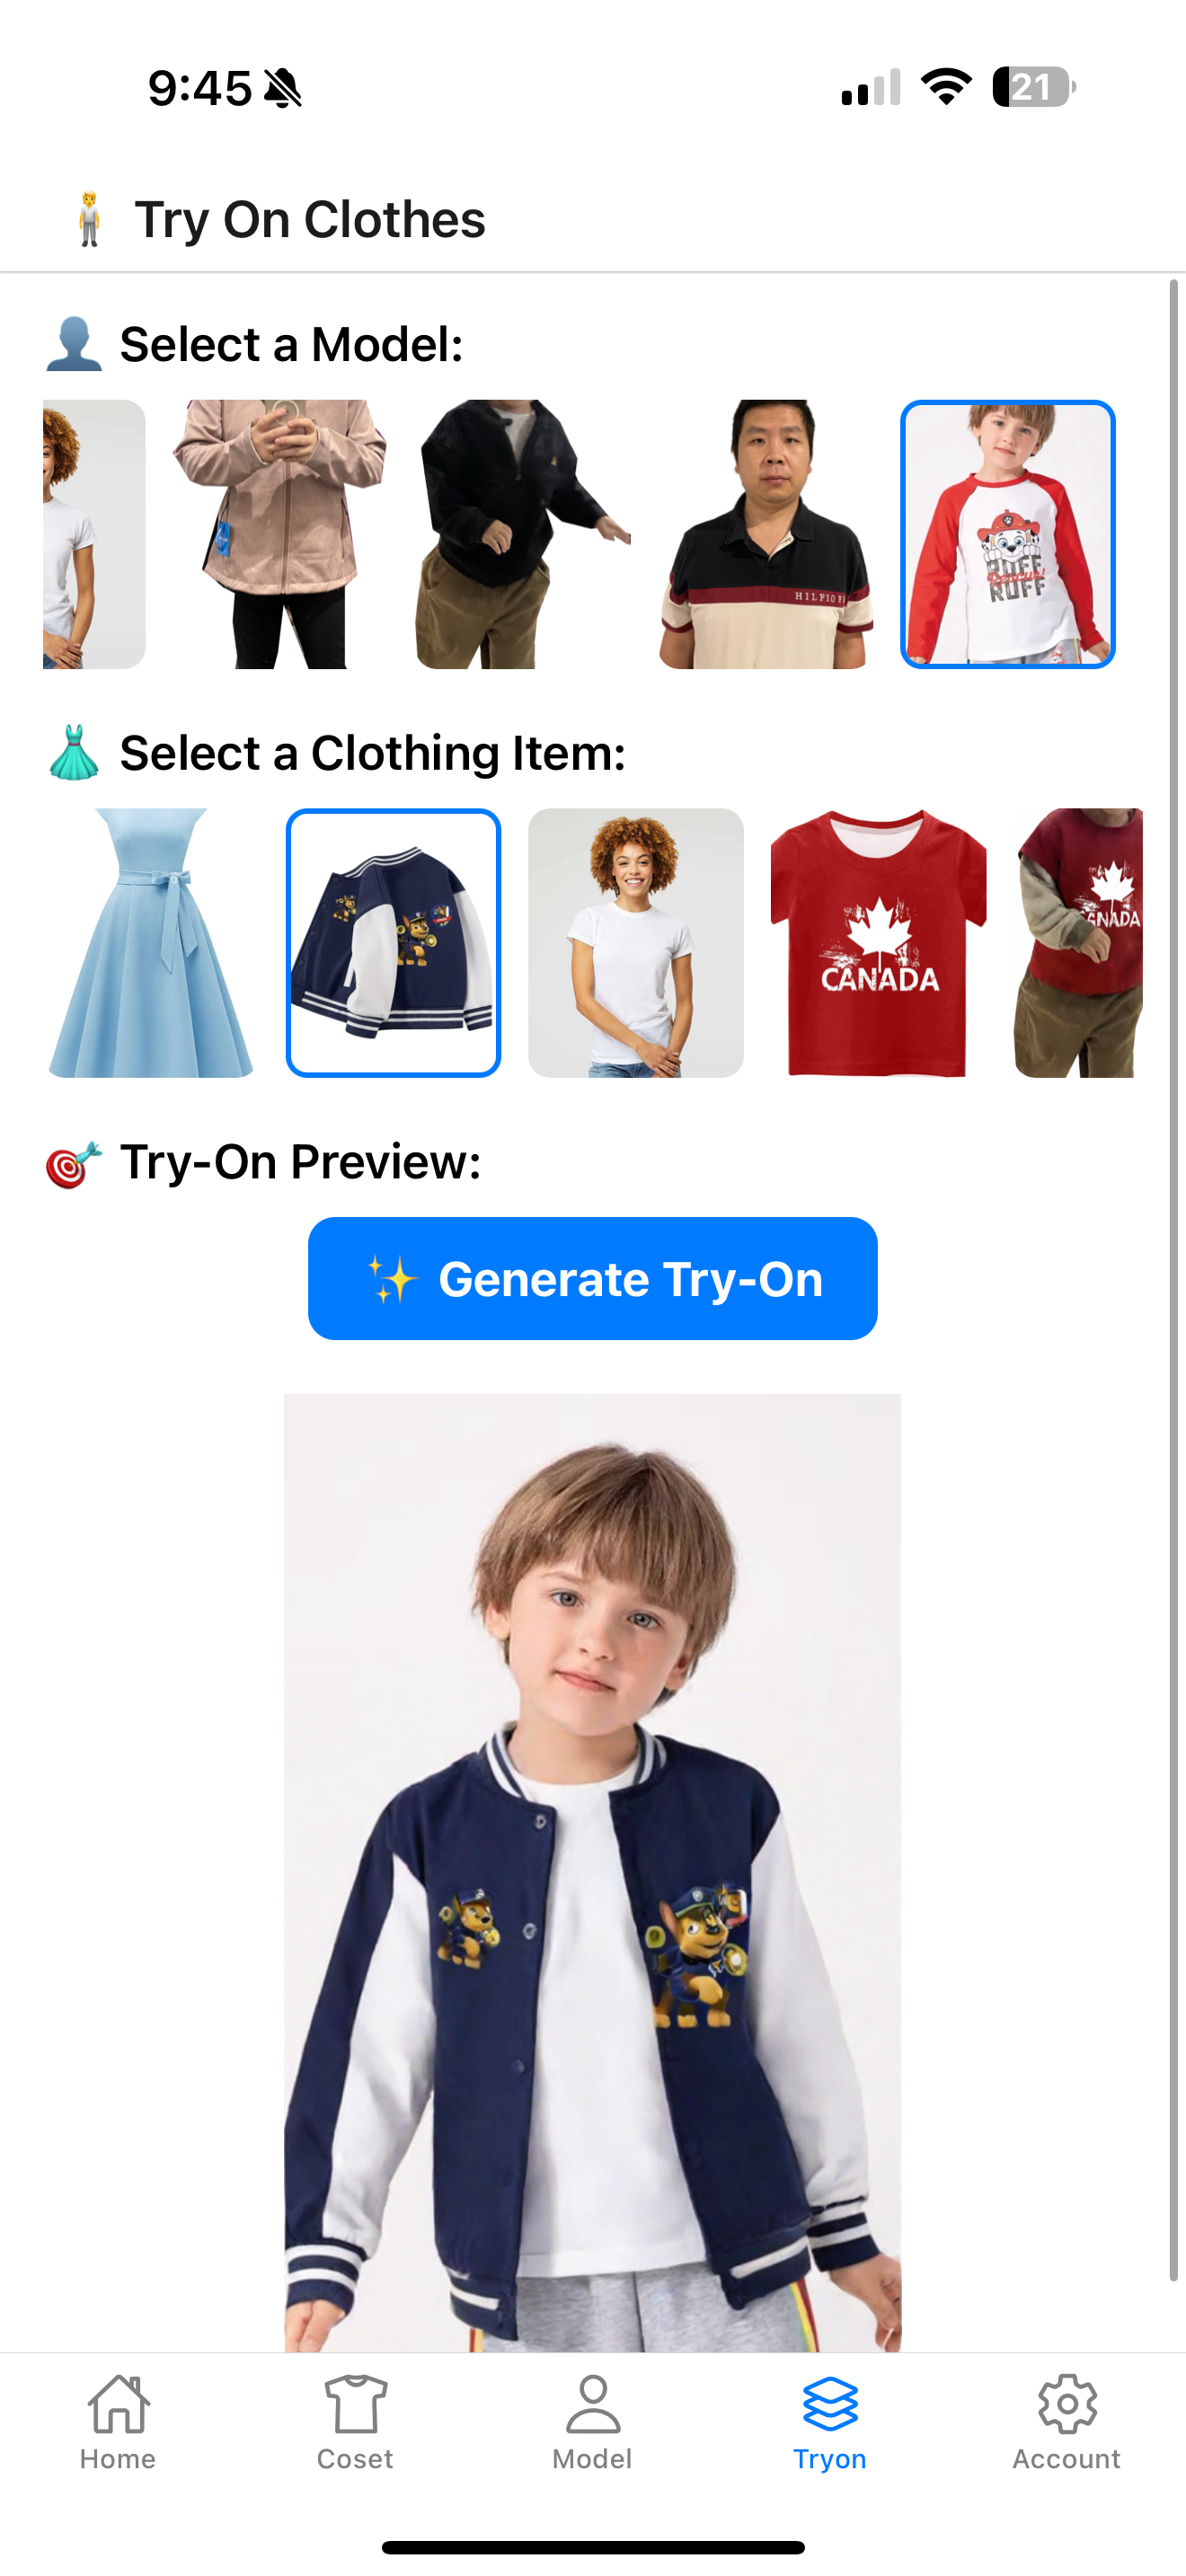 9:45
21
Try On Clothes
Select a Model:
HILFIGE
RUFF
Rescue!
RUFF
Select a Clothing Item:
CANADA
CANADA
Try-On Preview:
Generate Try-On
Home
Coset
Model
Tryon
Account